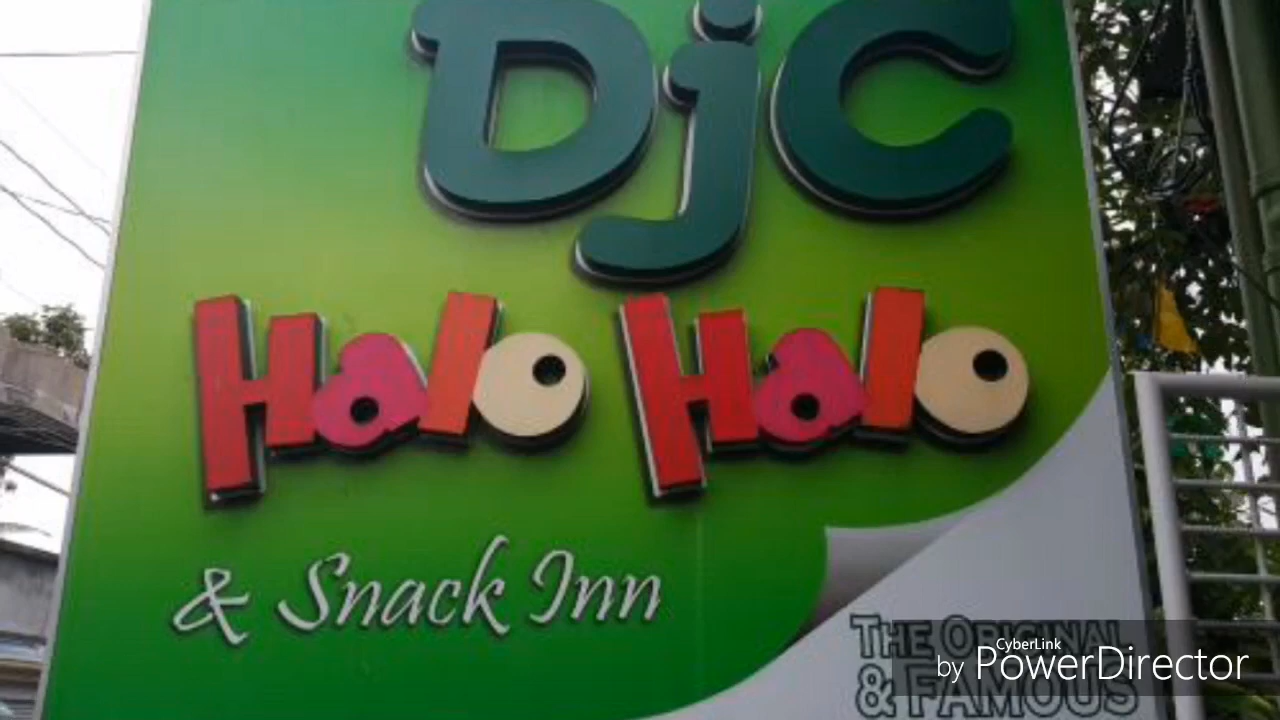 DjC
Halo Halo
& Snack Inn
THE ORIGINAL
& FAMOUS
CyberLink
by PowerDirector